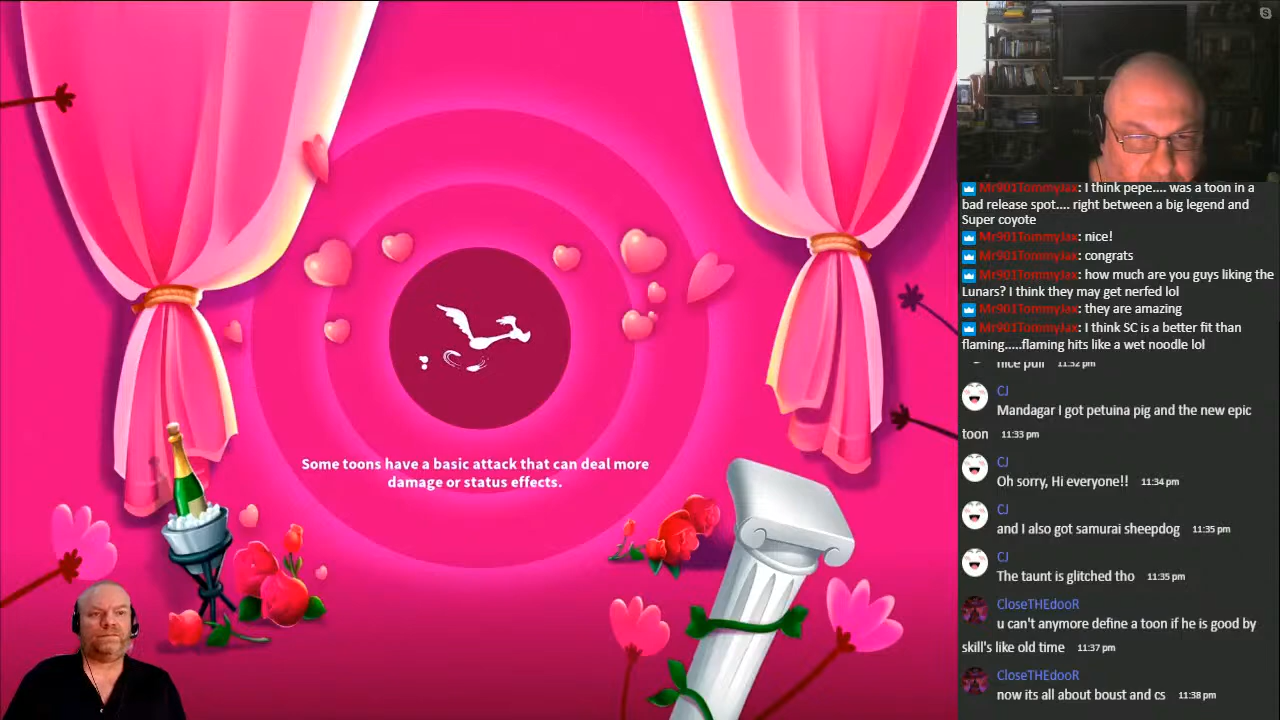 Some toons have a basic attack that can deal more
damage or status effects.
Mr901TommyJax: I think pepe.... was a toon in a
bad release spot.... right between a big legend and
Super coyote
Mr901TommyJax: nice!
Mr901TommyJax: congrats
Mr901TommyJax: how much are you guys liking the
Lunars? I think they may get nerfed lol
Mr901TommyJax: they are amazing
Mr901TommyJax: I think SC is a better fit than
flaming.....flaming hits like a wet noodle lol
nice pull 11:32 pm
CJ
Mandagar I got petuina pig and the new epic
toon 11:33 pm
CJ
Oh sorry, Hi everyone!! 11:34 pm
CJ
and I also got samurai sheepdog 11:35 pm
CJ
The taunt is glitched tho 11:35 pm
CloseTHEdooR
u can't anymore define a toon if he is good by
skill's like old time 11:37 pm
CloseTHEdooR
now its all about boust and cs 11:38 pm